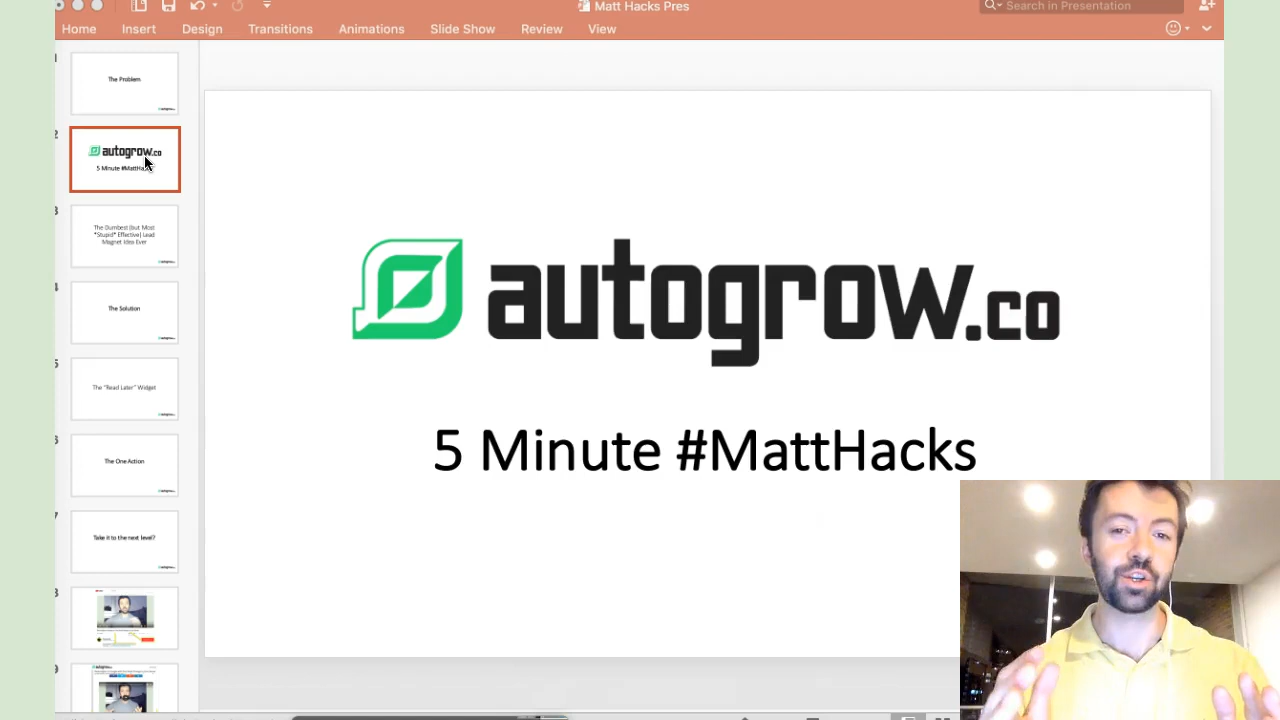 Matt Hacks Pres
Search in Presentation
Home Insert Design Transitions Animations Slide Show Review View
The Problem
2
autogrow.co
5 Minute #MattHacks
The Dumbest (but Most
*Stupid* Effective) Lead
Magnet Idea Ever
The Solution
The "Read Later" Widget
The One Action
Take it to the next level?
autogrow.co
5 Minute #MattHacks